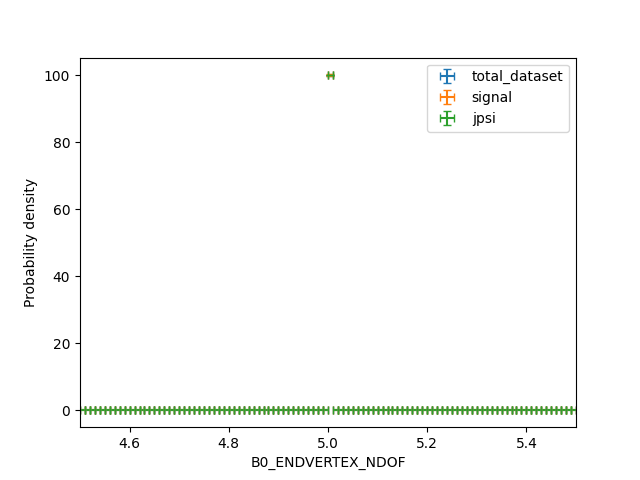 total_dataset
signal
jpsi
100
80
60
40
20
0
Probability density
4.6 4.8 5.0 5.2 5.4
B0_ENDVERTEX_NDOF